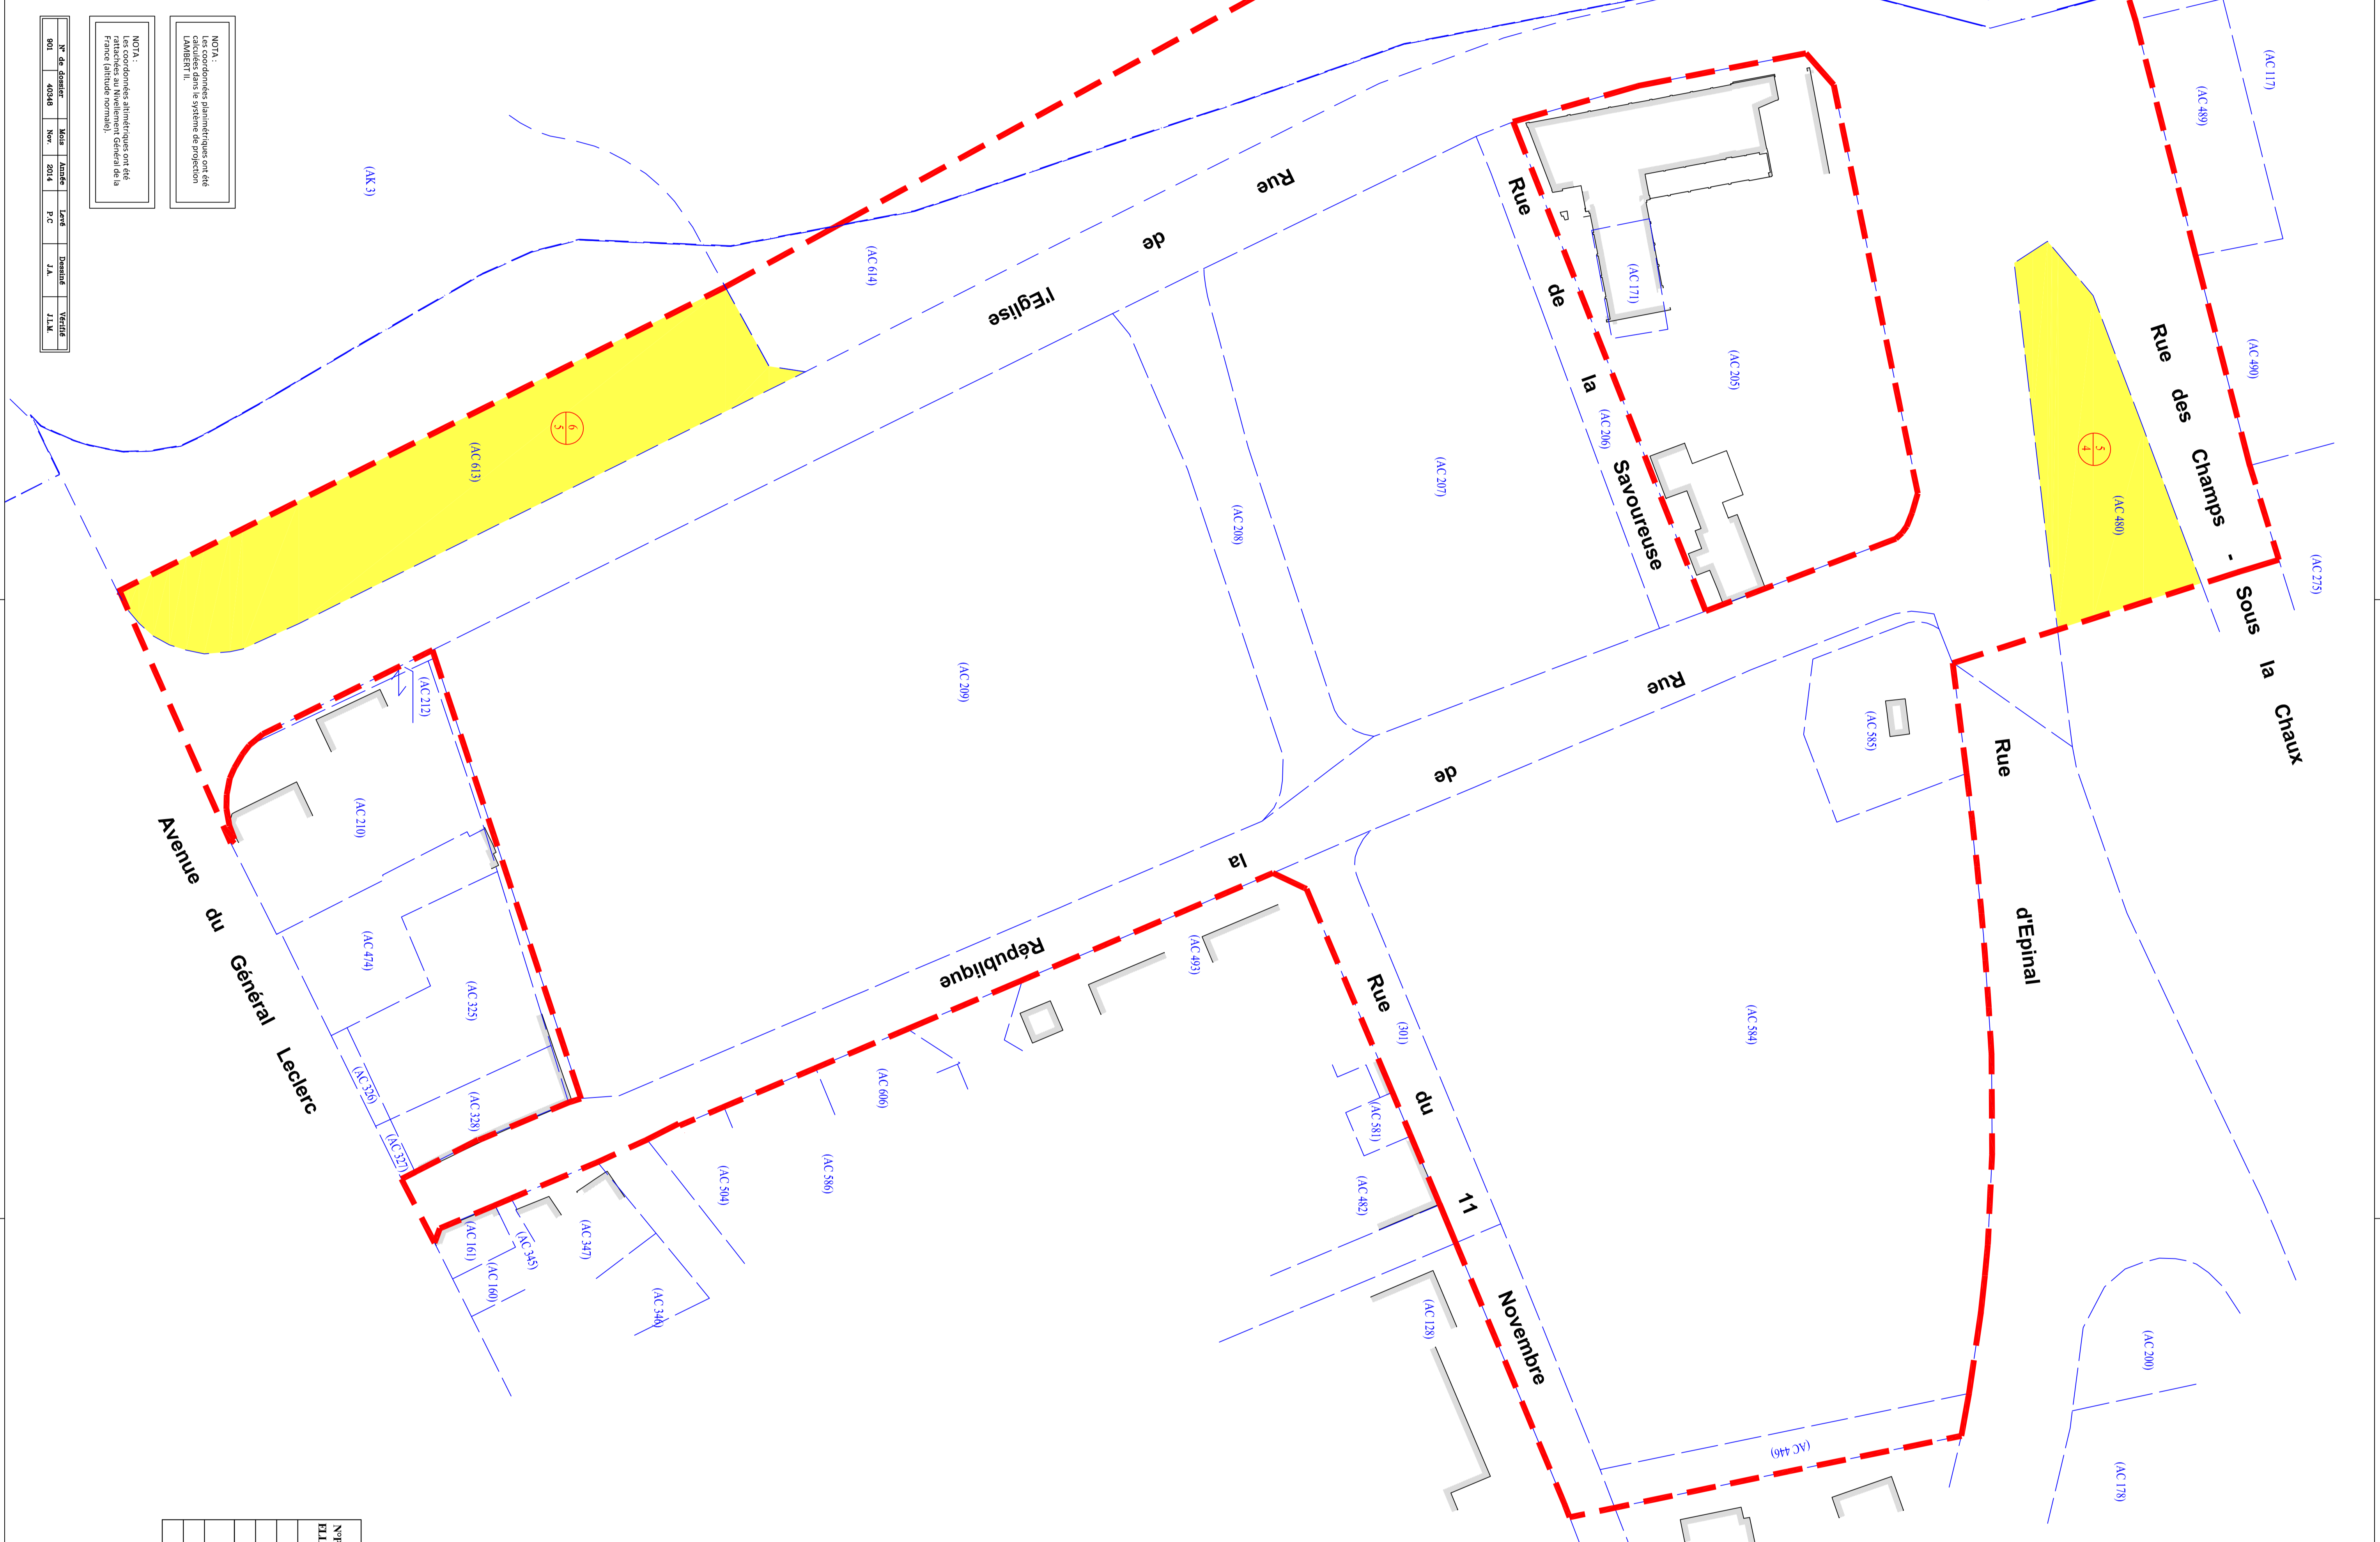 NOTA :
Les coordonnées planimétriques ont été
calculées dans le système de projection
LAMBERT II.
NOTA :
Les coordonnées altimétriques ont été
rattachées au Nivellement Général de la
France (altitude normale).
N° de dossier Mois Année Levé Dessiné Vérifié
901 40348 Nov. 2014 P.C J.A. J.L.M.
(AK 3)
(AC 614)
Rue de l'Eglise
(AC 613)
6
5
Rue de la Savoureuse
(AC 171)
(AC 205)
(AC 206)
(AC 207)
(AC 208)
(AC 209)
(AC 117)
(AC 489)
(AC 490)
(AC 480)
5
4
(AC 275)
Rue des Champs - Sous la Chaux
Rue de la République
(AC 585)
Rue d'Epinal
(AC 584)
(AC 212)
(AC 210)
(AC 474)
(AC 325)
(AC 326)
(AC 328)
(AC 327)
Avenue du Général Leclerc
(AC 493)
(AC 606)
(AC 586)
(AC 504)
(AC 347)
(AC 346)
(AC 345)
(AC 161)
(AC 160)
Rue du 11 Novembre
(301)
(AC 581)
(AC 482)
(AC 128)
(AC 446)
(AC 200)
(AC 178)